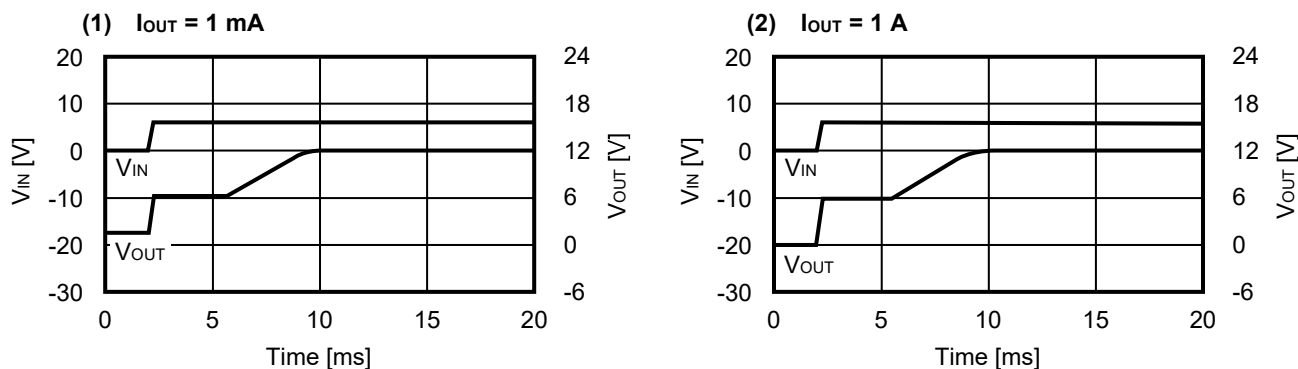 (1) IOUT = 1 mA
20
10
0
-10
-20
-30
VIN [V]
24
18
12
6
0
-6
VOUT [V]
VIN
VOUT
0 5 10 15 20
Time [ms]
(2) IOUT = 1 A
20
10
0
-10
-20
-30
VIN [V]
24
18
12
6
0
-6
VOUT [V]
VIN
VOUT
0 5 10 15 20
Time [ms]